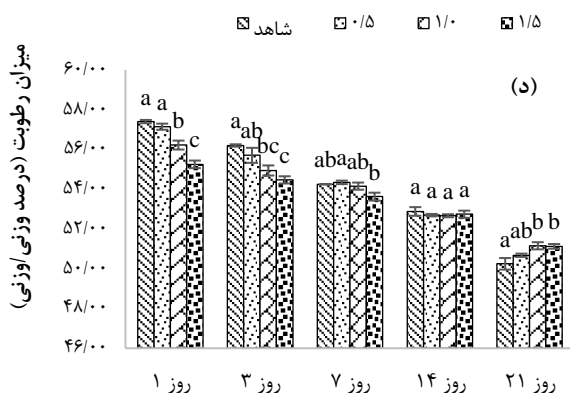 شاهد ۰/۵ ۱/۰ ۱/۵
(د)
میزان رطوبت (درصد وزنی/وزنی)
۶۰/۰۰
۵۸/۰۰
۵۶/۰۰
۵۴/۰۰
۵۲/۰۰
۵۰/۰۰
۴۸/۰۰
۴۶/۰۰
a a b c
a ab bc c
ab a ab b
a a a a
a ab b b
روز ۱ روز ۳ روز ۷ روز ۱۴ روز ۲۱